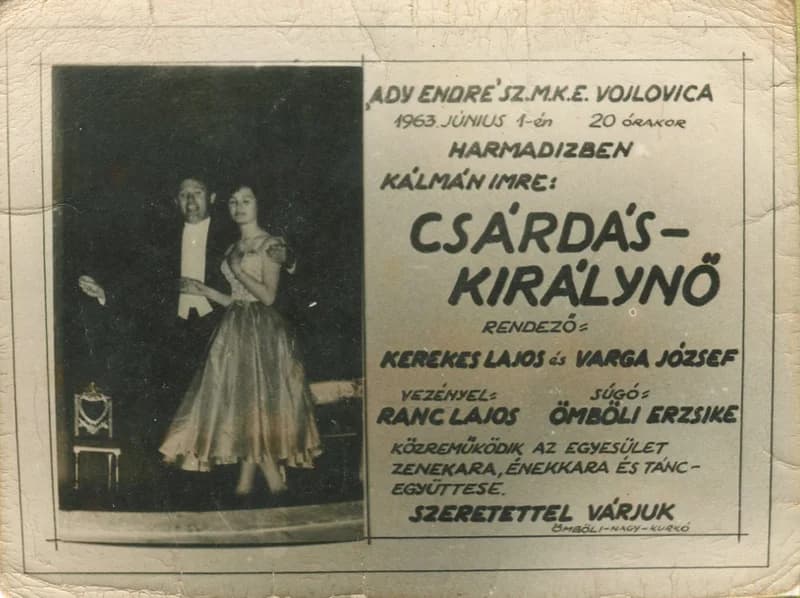 "ADY ENDRE" SZ.M.K.E. VOJLOVICA
1963. JÚNIUS 1-én 20 ÓRAKOR
HARMADIZBEN
KÁLMÁN IMRE:
CSÁRDÁS-
KIRÁLYNŐ
RENDEZŐ=
KEREKES LAJOS és VARGA JÓZSEF
VEZÉNYEL= SÚGÓ=
RANC LAJOS ÖMBÖLI ERZSIKE
KÖZREMŰKÖDIK AZ EGYESÜLET
ZENEKARA, ÉNEKKARA ÉS TÁNC-
EGYÜTTESE.
SZERETETTEL VÁRJUK
ÖMBÖLI-NAGY-KURKÓ